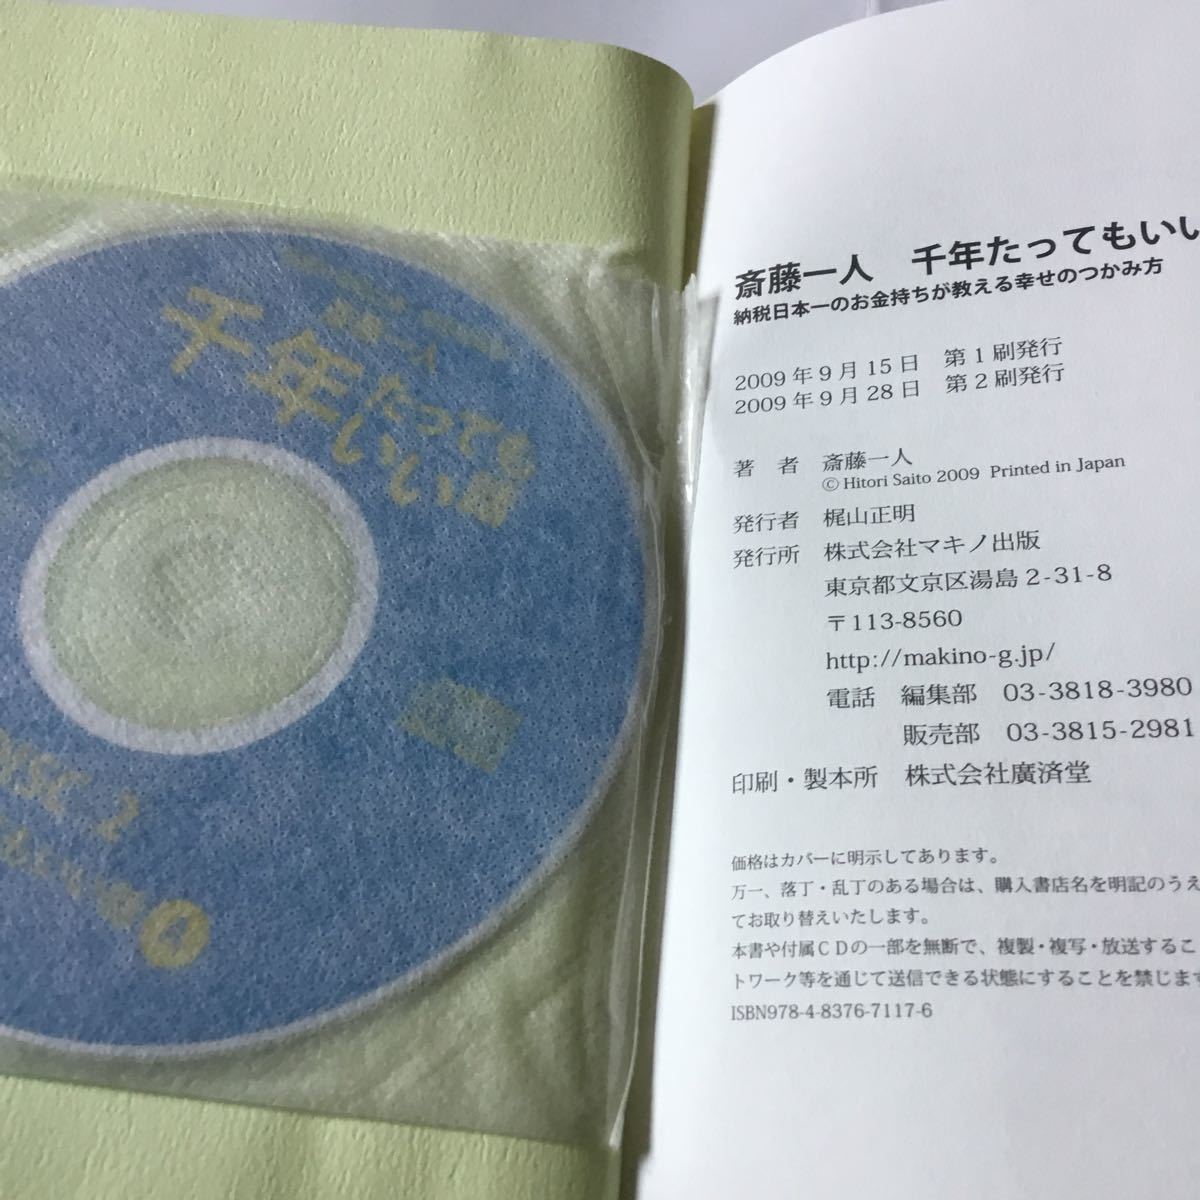 斎藤一人
千年たっても
いい話
DISC 2
斎藤一人　千年たってもいい
納税日本一のお金持ちが教える幸せのつかみ方
2009年9月15日　第1刷発行
2009年9月28日　第2刷発行
著　者　斎藤一人
©Hitori Saito 2009 Printed in Japan
発行者　梶山正明
発行所　株式会社マキノ出版
東京都文京区湯島2-31-8
〒113-8560
http://makino-g.jp/
電話　編集部　03-3818-3980
販売部　03-3815-2981
印刷・製本所　株式会社廣済堂
価格はカバーに明示してあります。
万一、落丁・乱丁のある場合は、購入書店名を明記のうえ
てお取り替えいたします。
本書や付属CDの一部を無断で、複製・複写・放送するこ
トワーク等を通じて送信できる状態にすることを禁じます
ISBN978-4-8376-7117-6